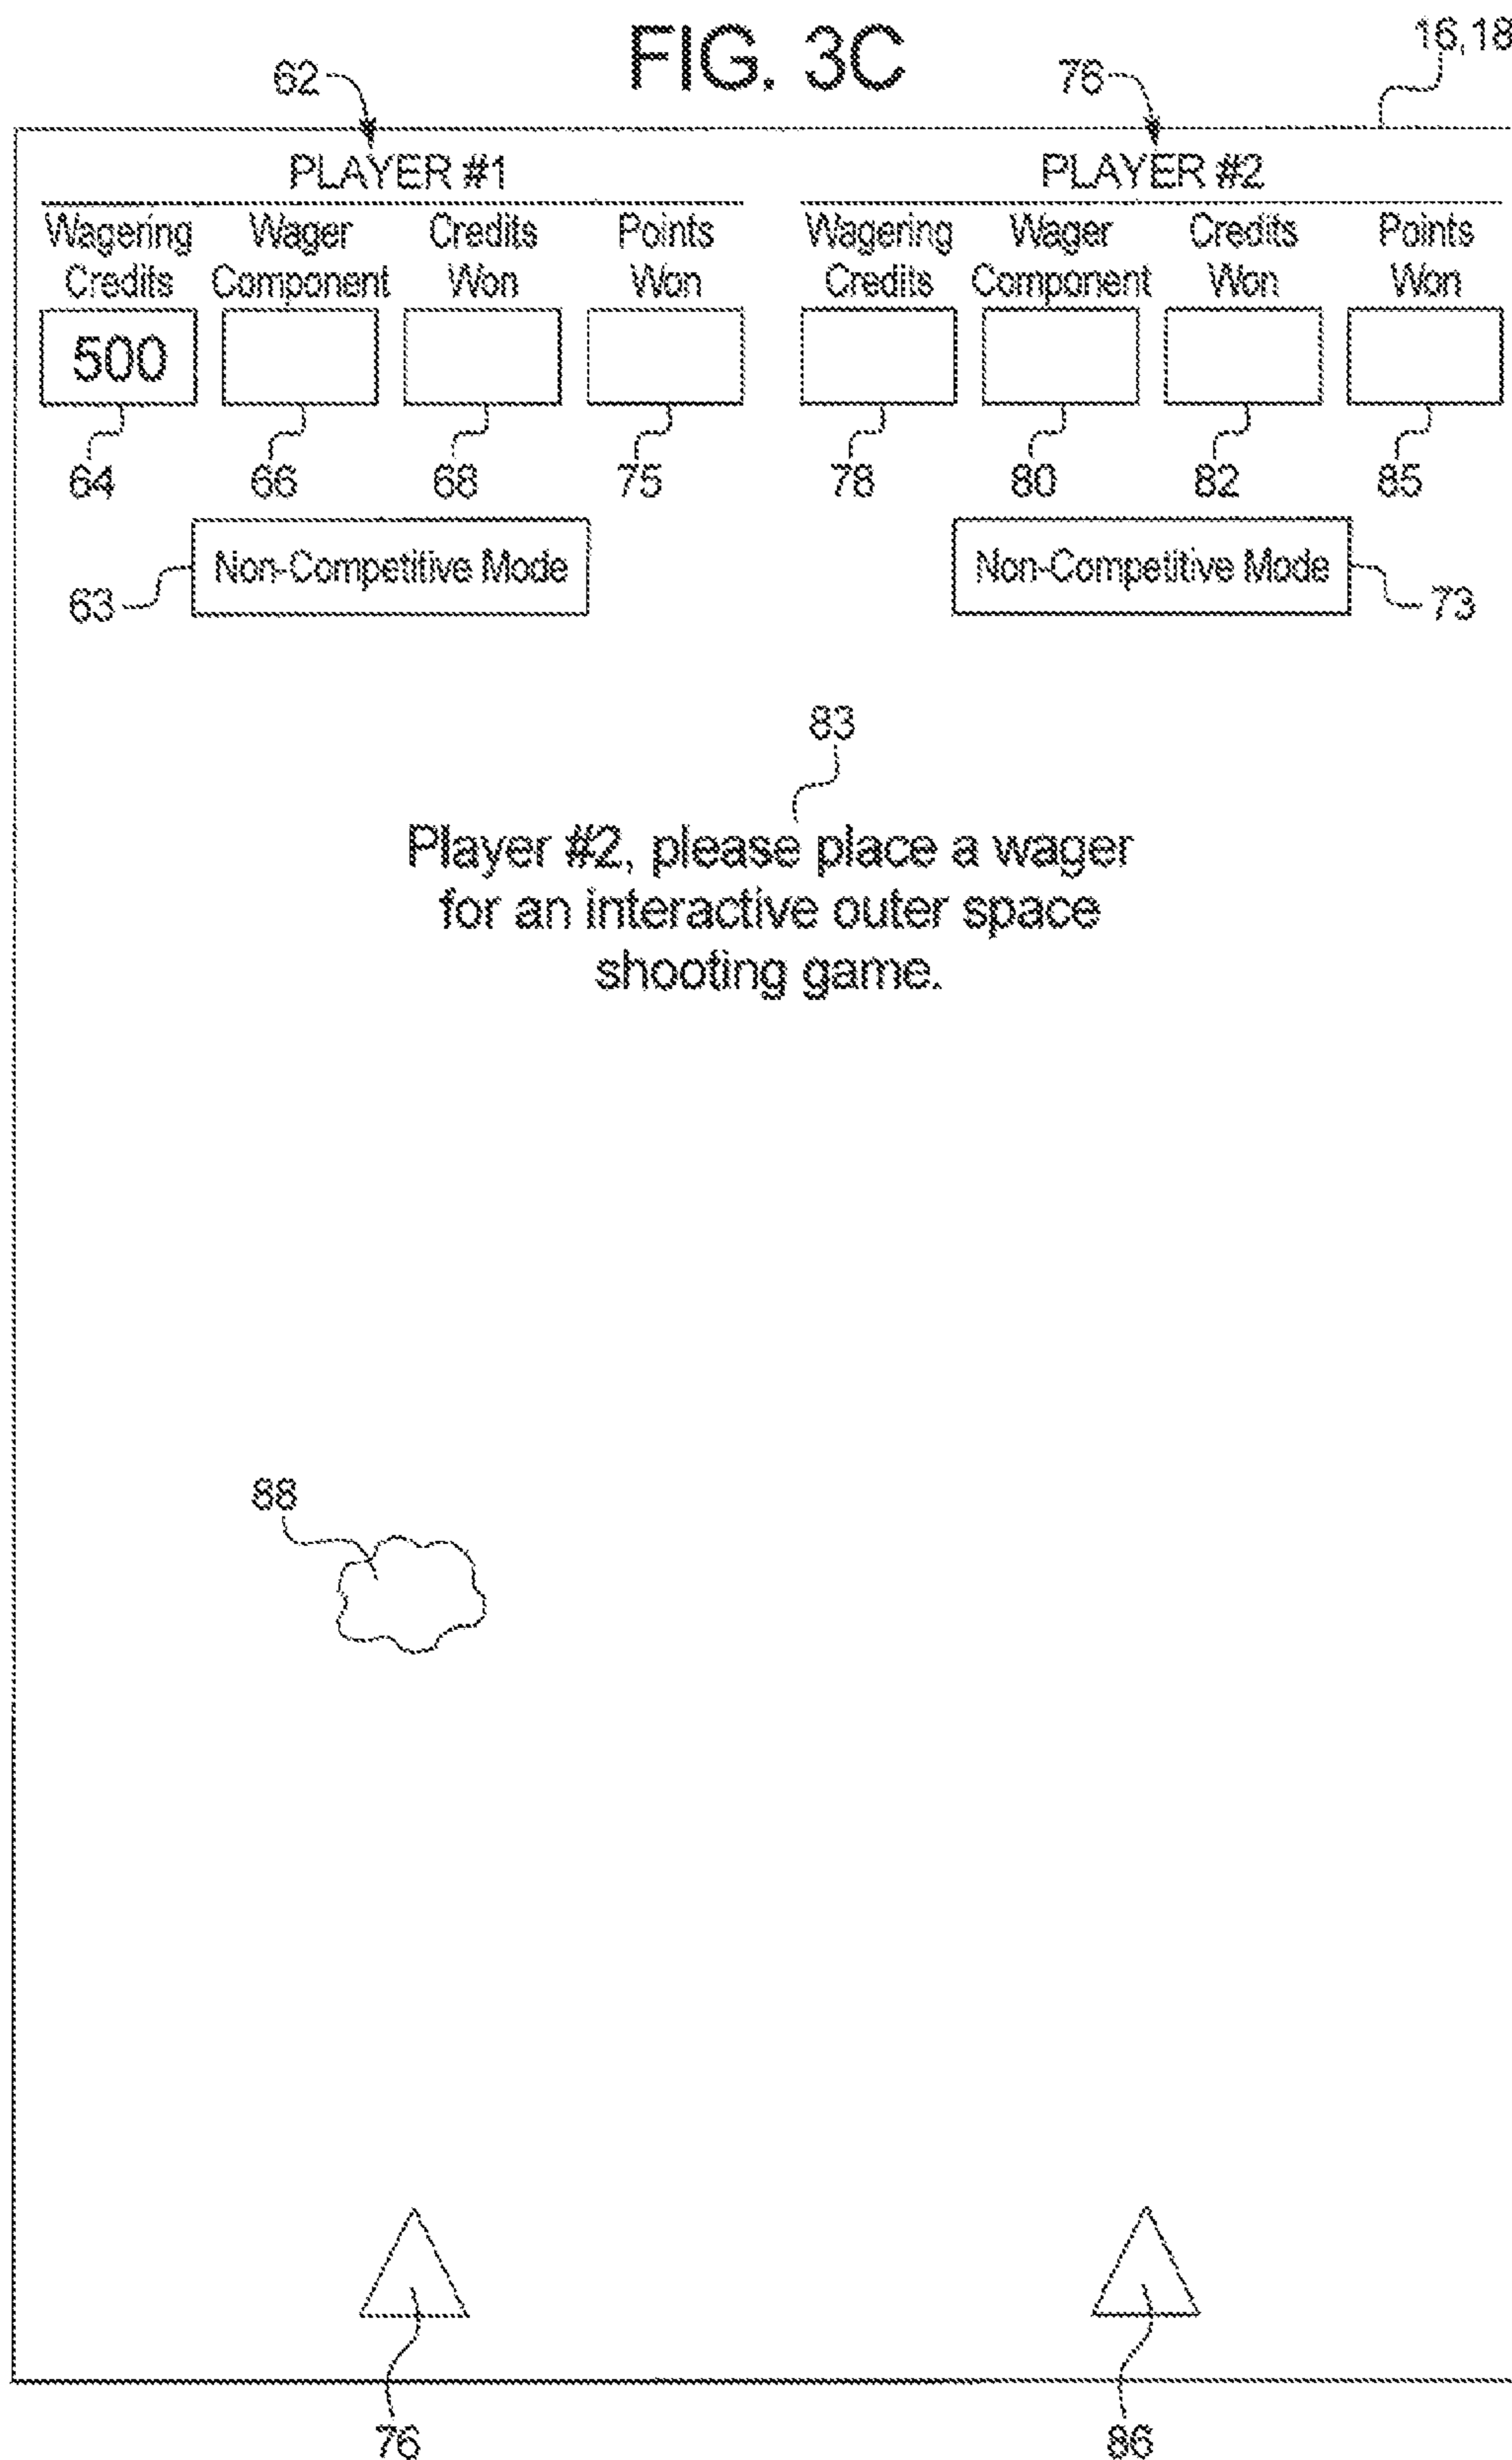 FIG. 3C
16,18
62
76
PLAYER #1
PLAYER #2
Wagering Wager Credits Points Wagering Wager Credits Points
Credits Component Won Won Credits Component Won Won
500
64 66 68 75 78 80 82 85
Non-Competitive Mode
Non-Competitive Mode
63
73
83
Player #2, please place a wager
for an interactive outer space
shooting game.
88
76
86